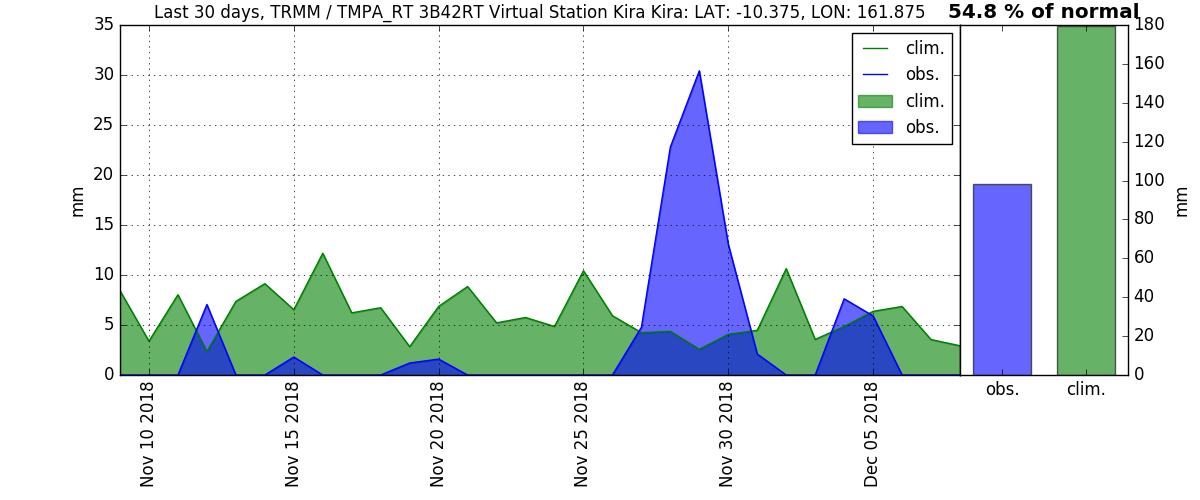 Last 30 days, TRMM / TMPA_RT 3B42RT Virtual Station Kira Kira: LAT: -10.375, LON: 161.875
54.8 % of normal
35
30
25
20
15
10
5
0
mm
clim.
obs.
clim.
obs.
Nov 10 2018
Nov 15 2018
Nov 20 2018
Nov 25 2018
Nov 30 2018
Dec 05 2018
180
160
140
120
100
80
60
40
20
0
mm
obs.
clim.